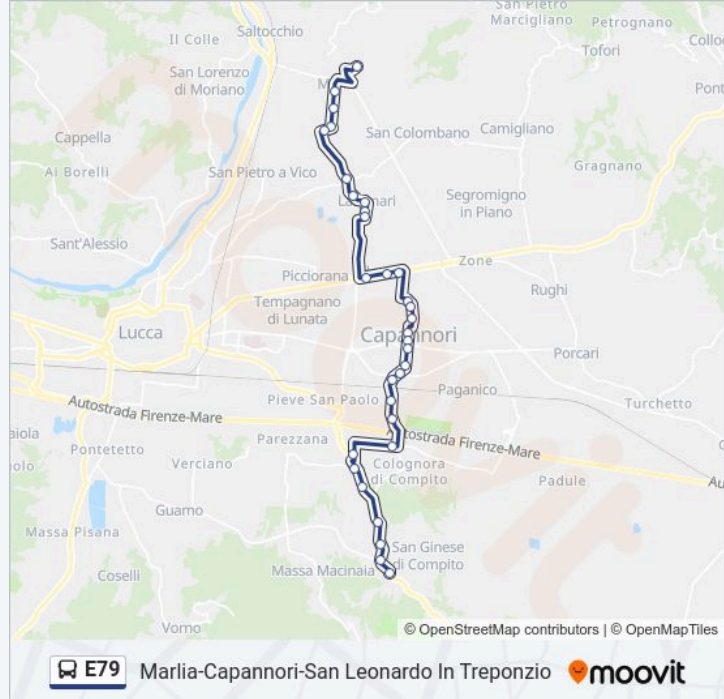 San Pietro
Marcigliano
Petrognano
Saltocchio
Il Colle
Tofori
San Lorenzo
di Moriano
Cappella
San Colombano
Camigliano
Gragnano
Ai Borelli
San Pietro a Vico
Segromigno
in Piano
Sant'Alessio
Picciorana
Zone
Rughi
Tempagnano
di Lunata
Lucca
Capannori
Porcari
Pieve San Paolo
Paganico
Turchetto
Autostrada Firenze-Mare
Parezzana
Autostrada Firenze-Mare
Pontetetto
Verciano
Colognora
di Compito
Padule
Guamo
Massa Pisana
San Ginese
di Compito
Coselli
Massa Macinaia
Vorno
© OpenStreetMap contributors | © OpenMapTiles
E79 Marlia-Capannori-San Leonardo In Treponzio moovit